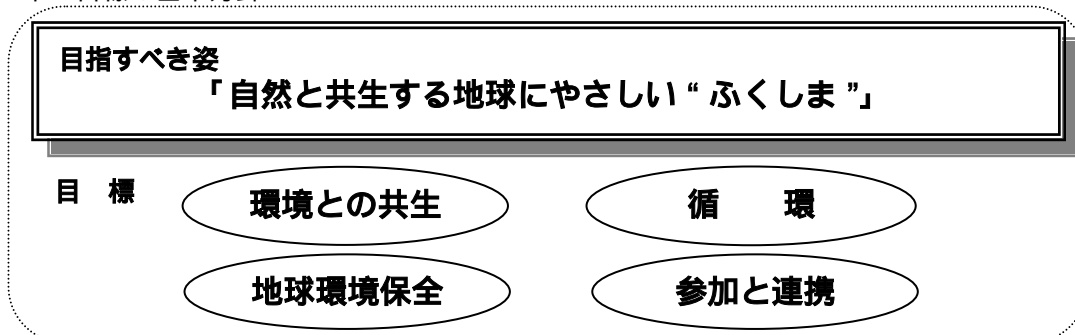 目指すべき姿
「自然と共生する地球にやさしい“ふくしま”」
目 標
環境との共生
循 環
地球環境保全
参加と連携